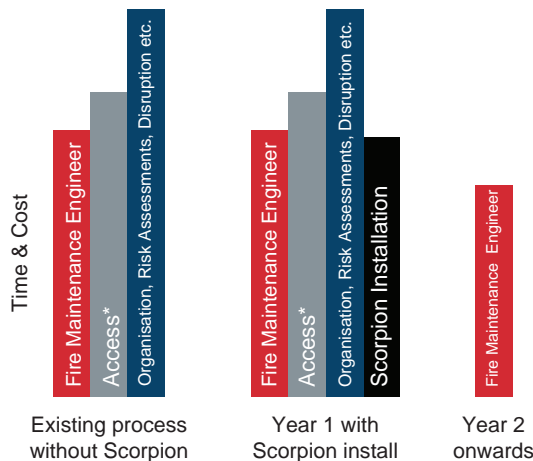 Time & Cost
Fire Maintenance Engineer
Access*
Organisation, Risk Assessments, Disruption etc.
Fire Maintenance Engineer
Access*
Organisation, Risk Assessments, Disruption etc.
Scorpion Installation
Fire Maintenance Engineer
Existing process
without Scorpion
Year 1 with
Scorpion install
Year 2
onwards